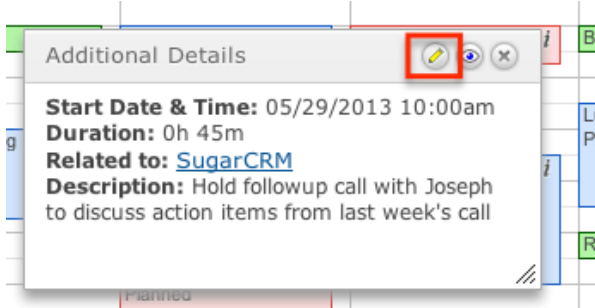 Additional Details
i
B
Start Date & Time: 05/29/2013 10:00am
Duration: 0h 45m
Related to: SugarCRM
Description: Hold followup call with Joseph
to discuss action items from last week's call
g
L
P
i
R
Planned